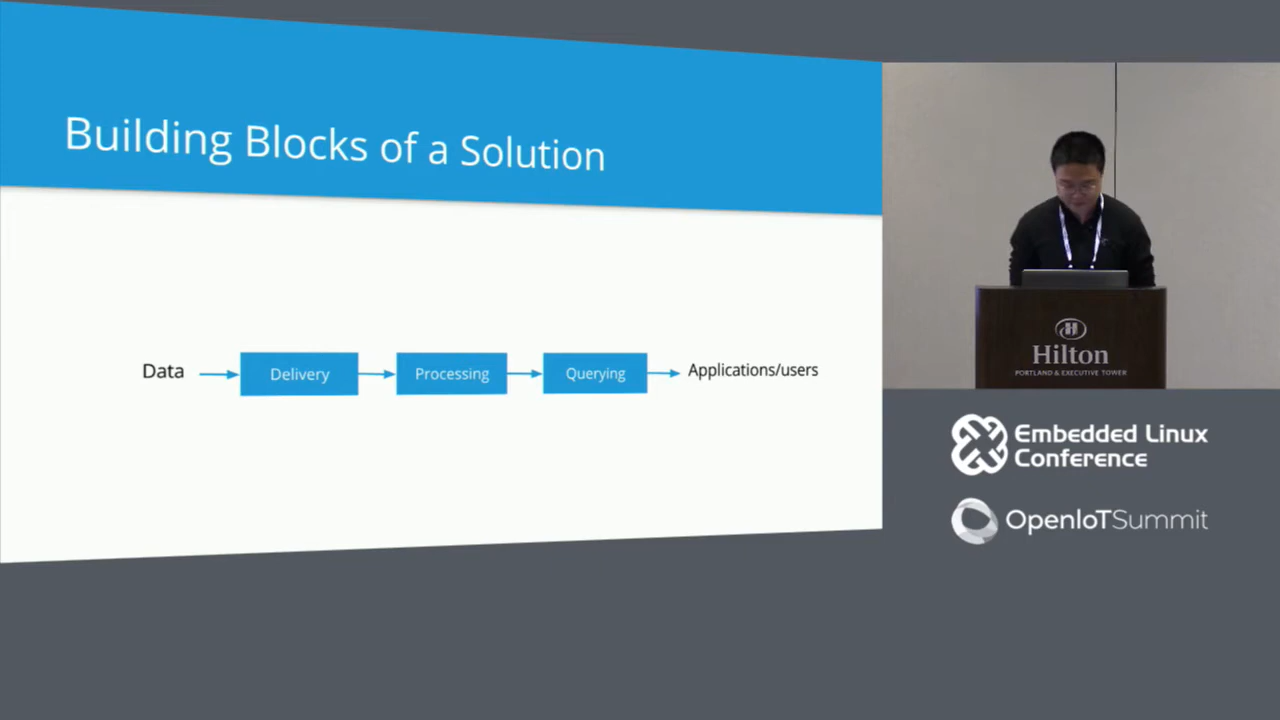 Building Blocks of a Solution
Data
Delivery
Processing
Querying
Applications/users
Hilton
PORTLAND & EXECUTIVE TOWER
Embedded Linux
Conference
OpenIoTSummit